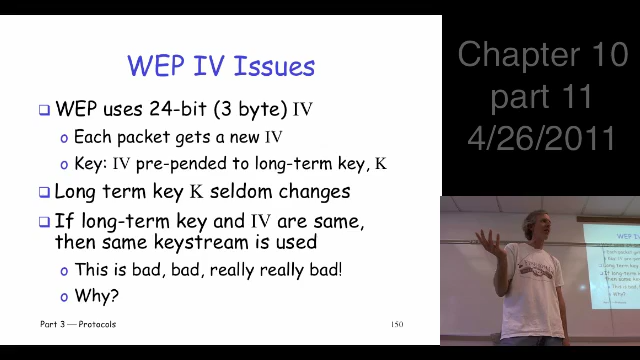 WEP IV Issues
WEP uses 24-bit (3 byte) IV
Each packet gets a new IV
Key: IV pre-pended to long-term key, K
Long term key K seldom changes
If long-term key and IV are same,
then same keystream is used
This is bad, bad, really really bad!
Why?
Part 3 — Protocols
150
Chapter 10
part 11
4/26/2011
WEP IV